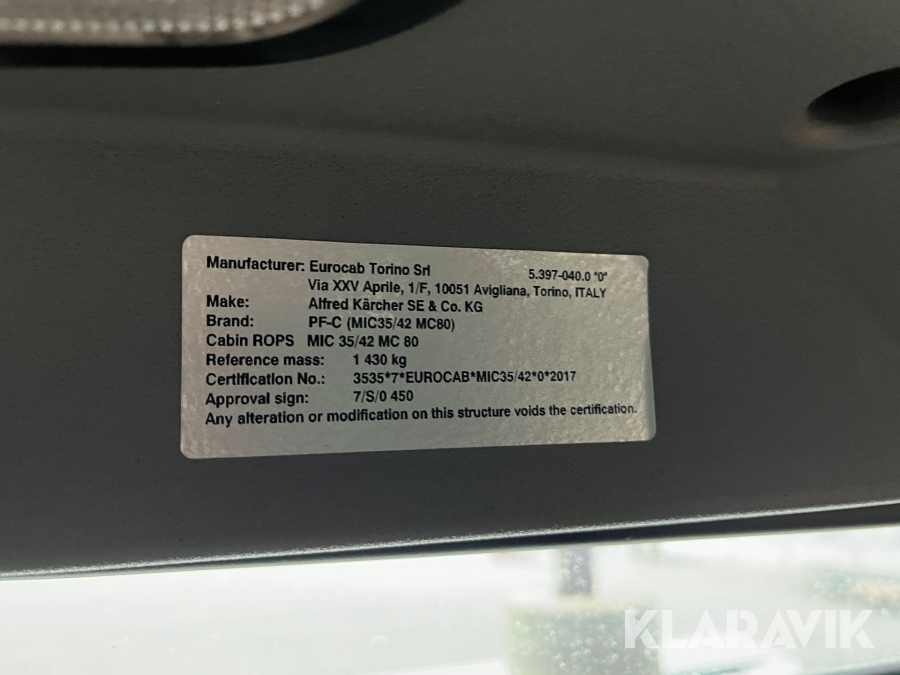 Manufacturer: Eurocab Torino Srl 5.397-040.0 "0"
Via XXV Aprile, 1/F, 10051 Avigliana, Torino, ITALY
Make: Alfred Kärcher SE & Co. KG
Brand: PF-C (MIC35/42 MC80)
Cabin ROPS MIC 35/42 MC 80
Reference mass: 1 430 kg
Certification No.: 3535*7*EUROCAB*MIC35/42*0*2017
Approval sign: 7/S/0 450
Any alteration or modification on this structure voids the certification.
KLARAVIK